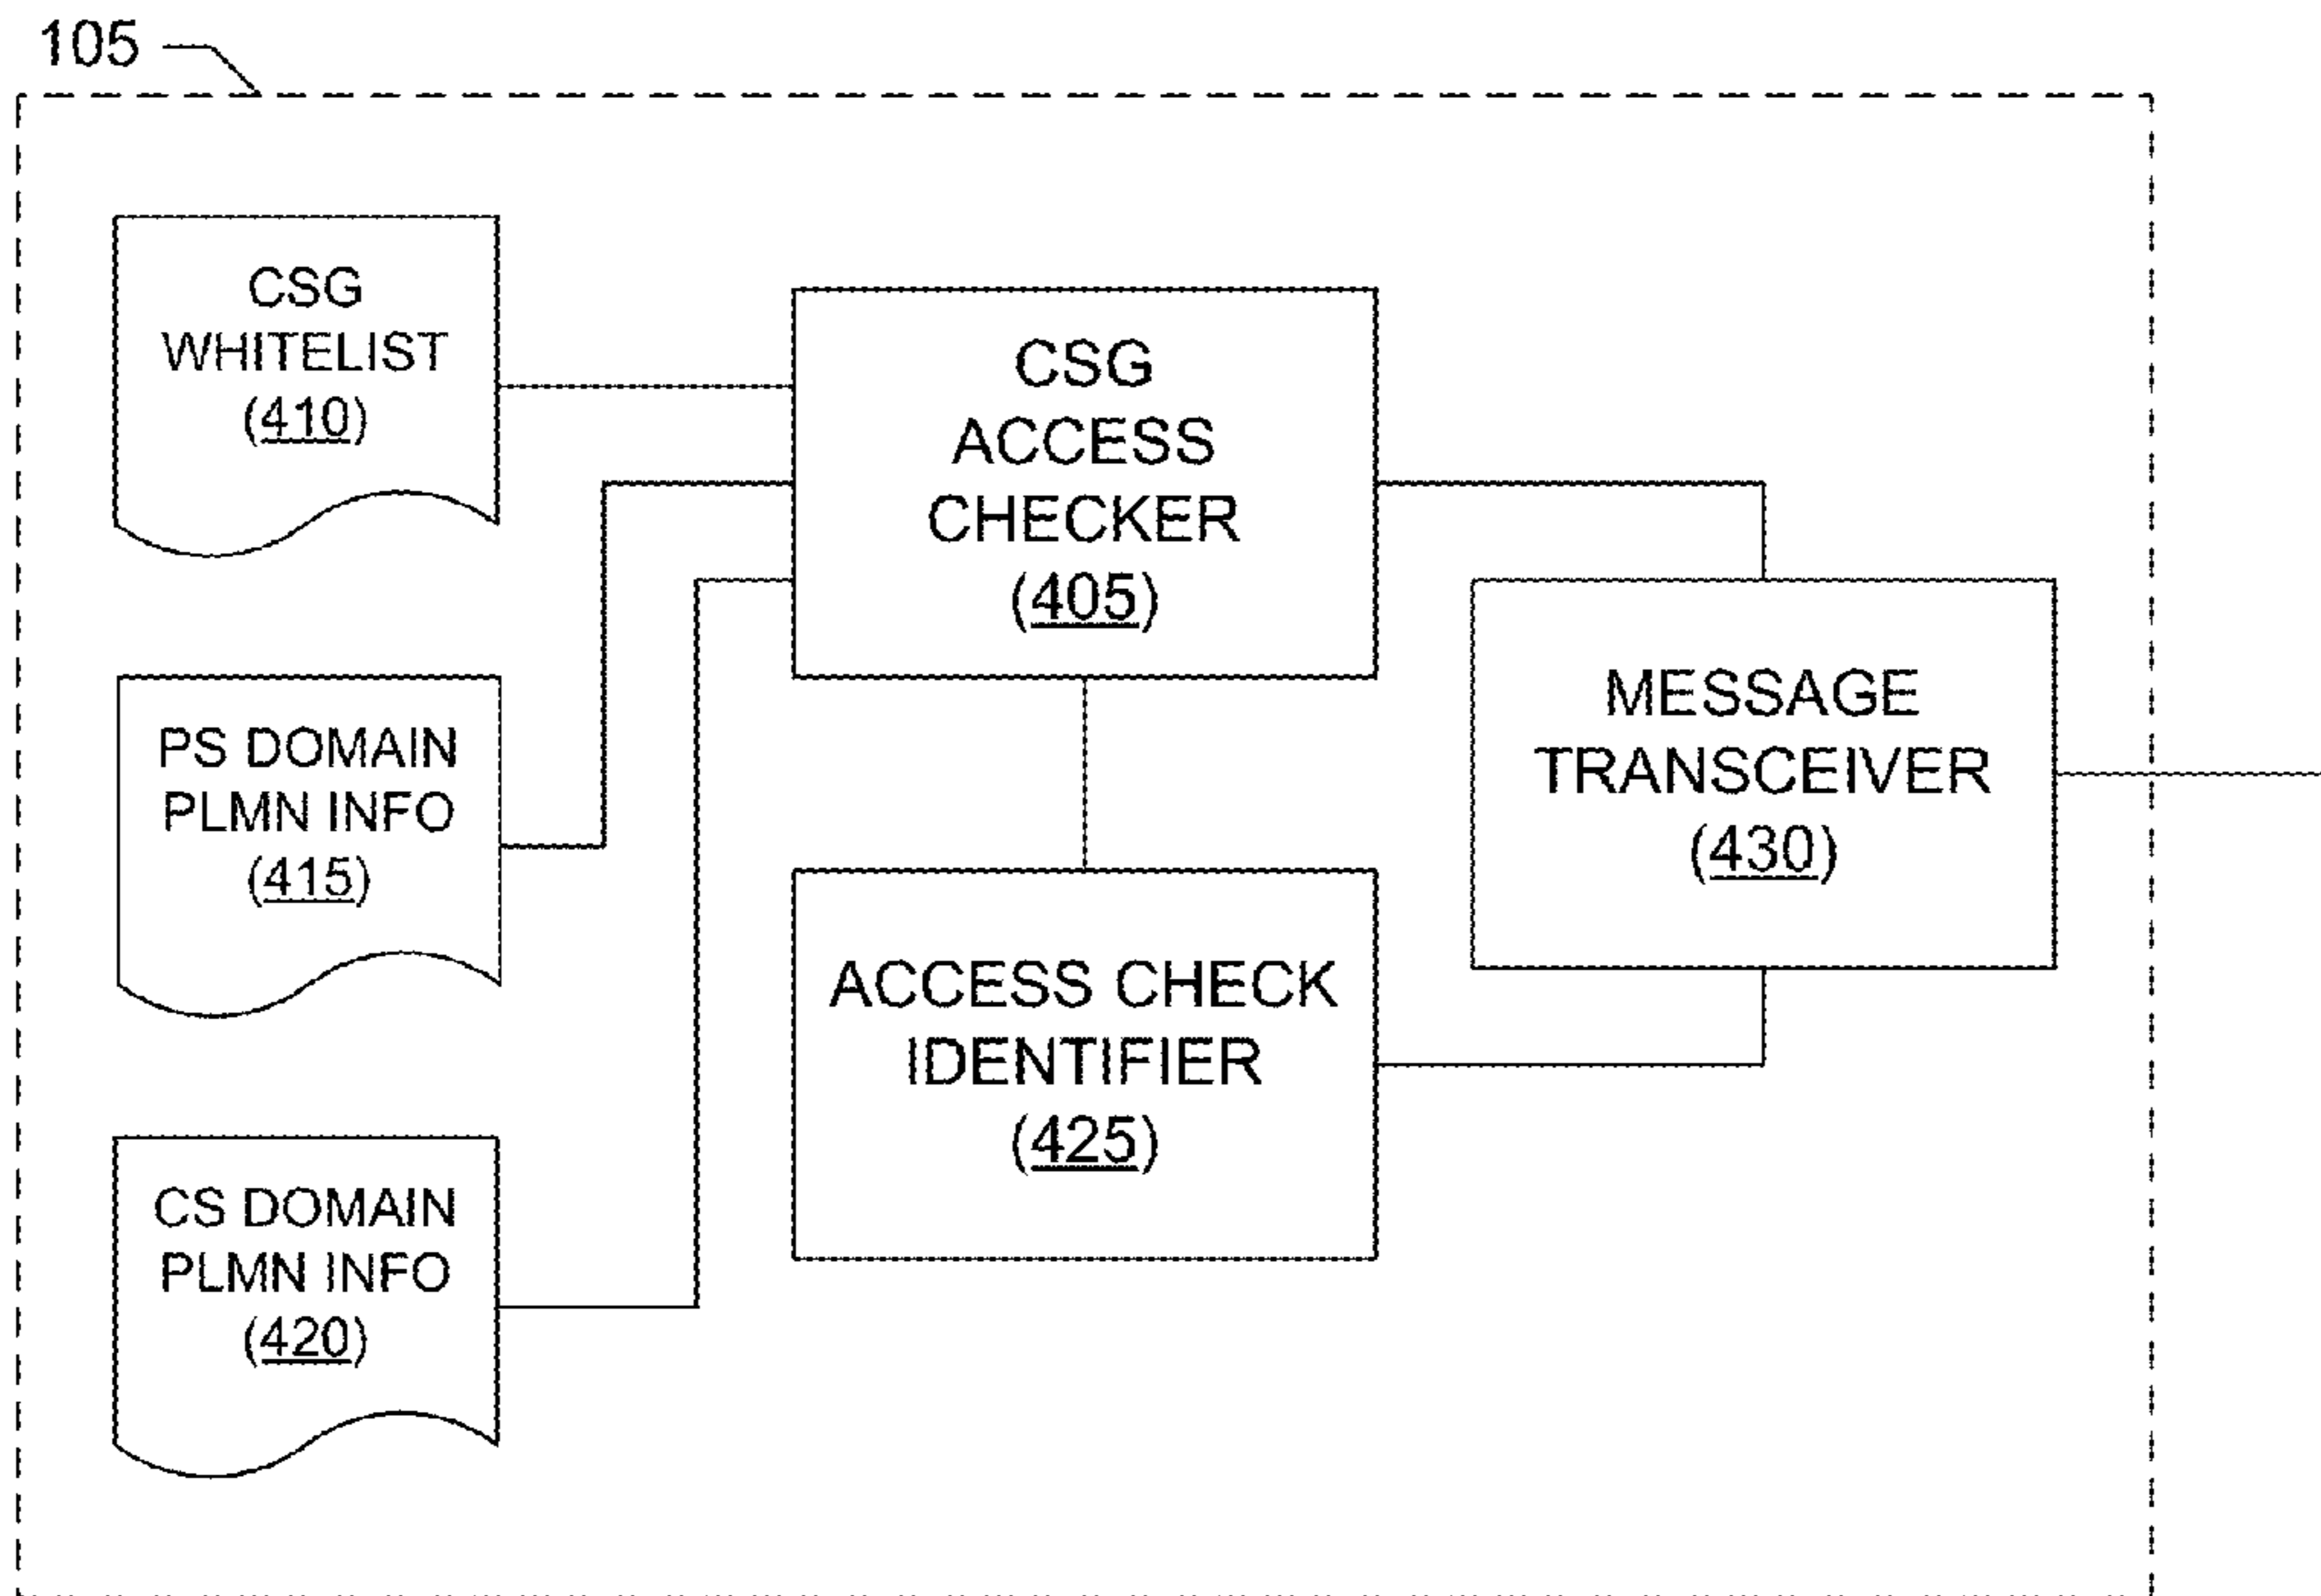 105
CSG
WHITELIST
(410)
CSG
ACCESS
CHECKER
(405)
PS DOMAIN
PLMN INFO
(415)
MESSAGE
TRANSCEIVER
(430)
ACCESS CHECK
IDENTIFIER
(425)
CS DOMAIN
PLMN INFO
(420)